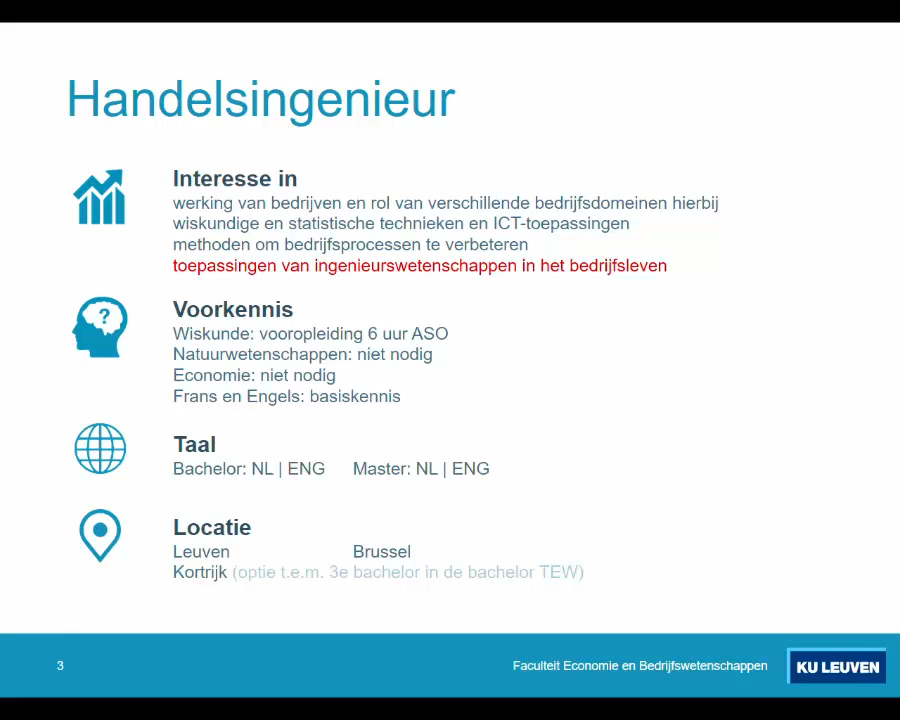 Handelsingenieur
Interesse in
werking van bedrijven en rol van verschillende bedrijfsdomeinen hierbij
wiskundige en statistische technieken en ICT-toepassingen
methoden om bedrijfsprocessen te verbeteren
toepassingen van ingenieurswetenschappen in het bedrijfsleven
?
Voorkennis
Wiskunde: vooropleiding 6 uur ASO
Natuurwetenschappen: niet nodig
Economie: niet nodig
Frans en Engels: basiskennis
Taal
Bachelor: NL | ENG Master: NL | ENG
Locatie
Leuven Brussel
Kortrijk (optie t.e.m. 3e bachelor in de bachelor TEW)
3 Faculteit Economie en Bedrijfswetenschappen KU LEUVEN